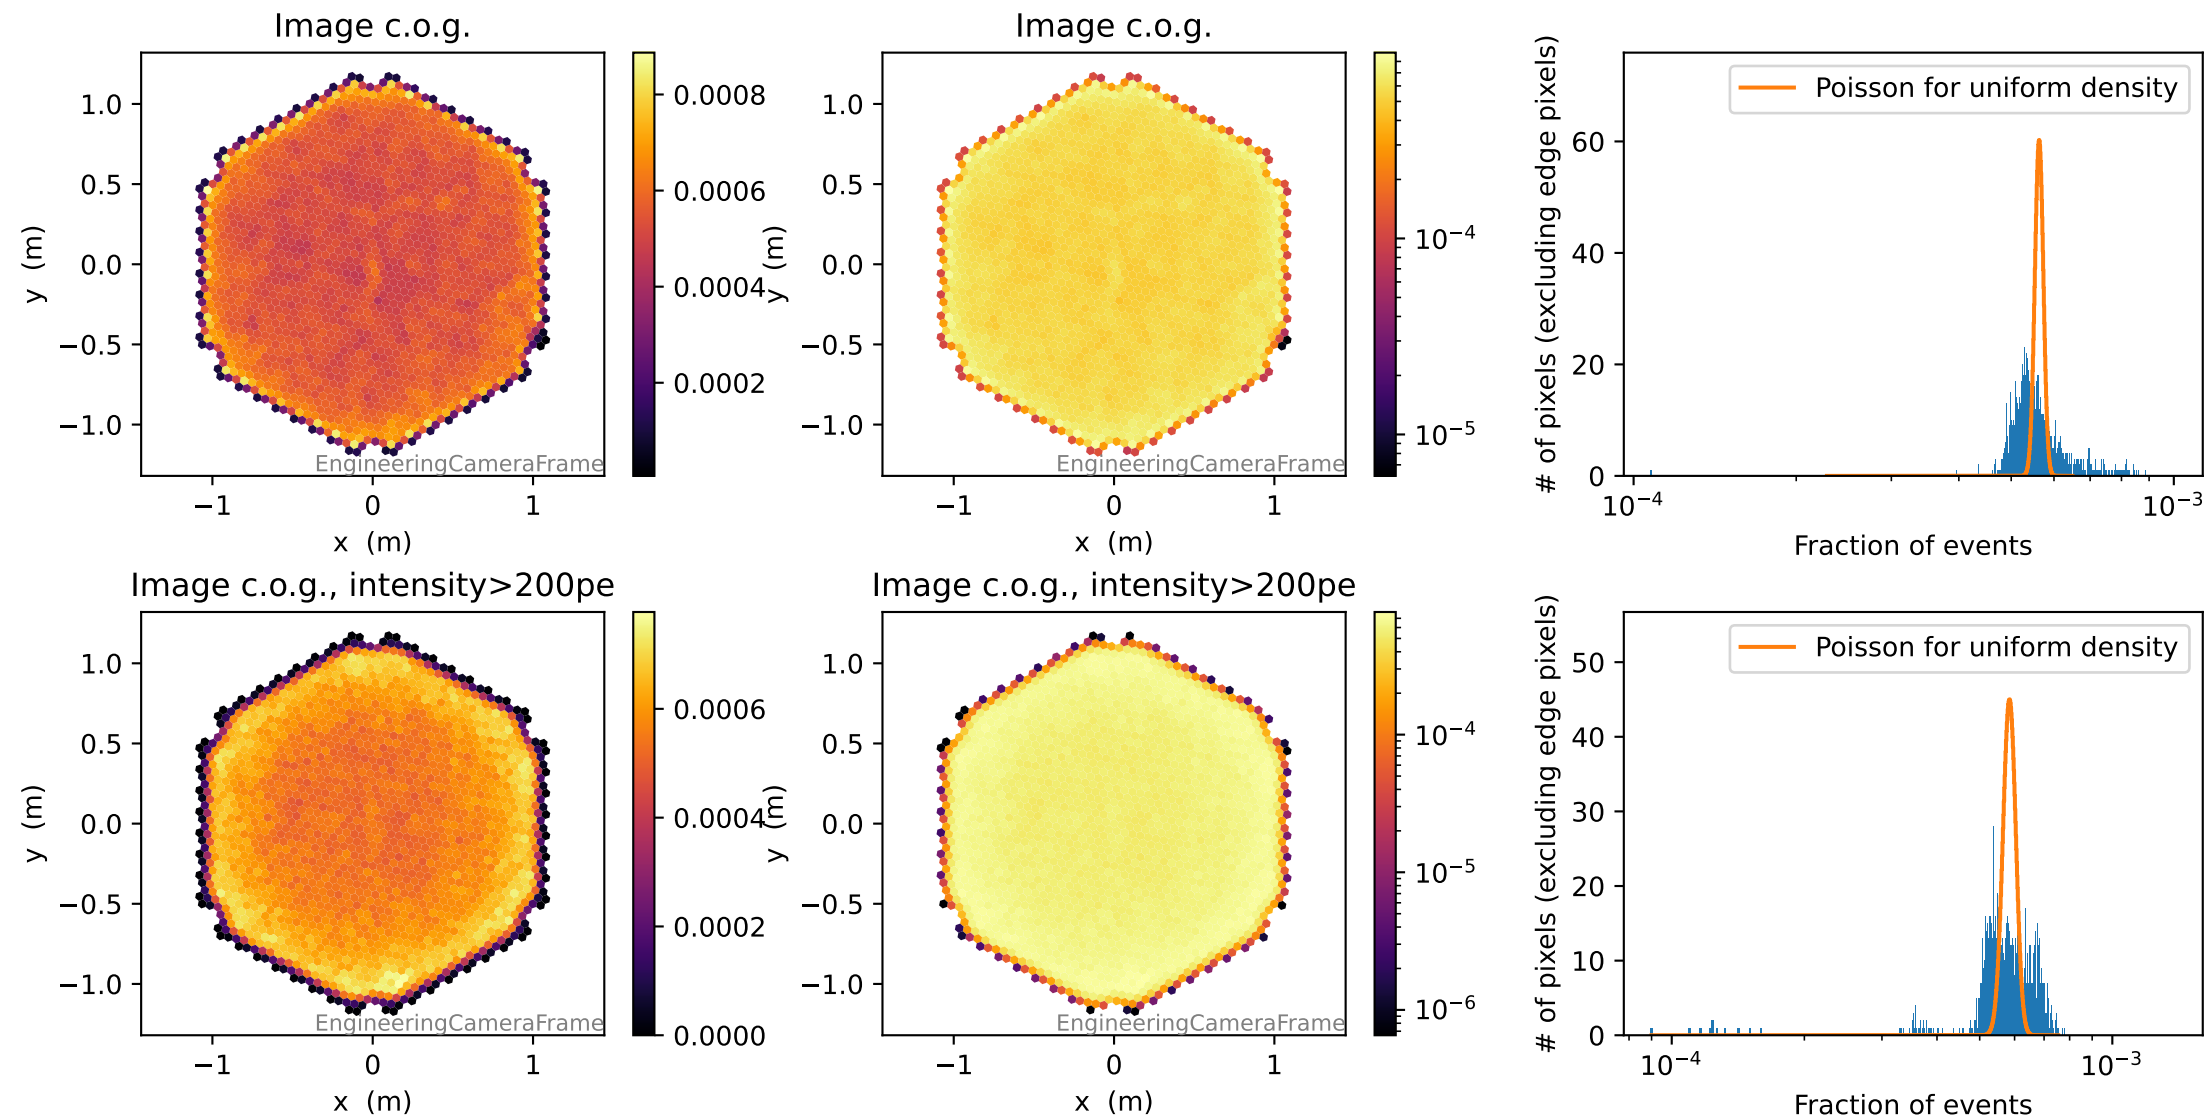 Image c.o.g.
1.0
0.5
0.0
−0.5
−1.0
y (m)
−1
0
1
x (m)
EngineeringCameraFrame
0.0008
0.0006
0.0004
0.0002
Image c.o.g.
1.0
0.5
0.0
−0.5
−1.0
y (m)
−1
0
1
x (m)
EngineeringCameraFrame
10⁻⁴
10⁻⁵
# of pixels (excluding edge pixels)
60
40
20
0
Poisson for uniform density
10⁻⁴
10⁻³
Fraction of events
Image c.o.g., intensity>200pe
1.0
0.5
0.0
−0.5
−1.0
y (m)
−1
0
1
x (m)
EngineeringCameraFrame
0.0006
0.0004
0.0002
0.0000
Image c.o.g., intensity>200pe
1.0
0.5
0.0
−0.5
−1.0
y (m)
−1
0
1
x (m)
EngineeringCameraFrame
10⁻⁴
10⁻⁵
10⁻⁶
# of pixels (excluding edge pixels)
50
40
30
20
10
0
Poisson for uniform density
10⁻⁴
10⁻³
Fraction of events